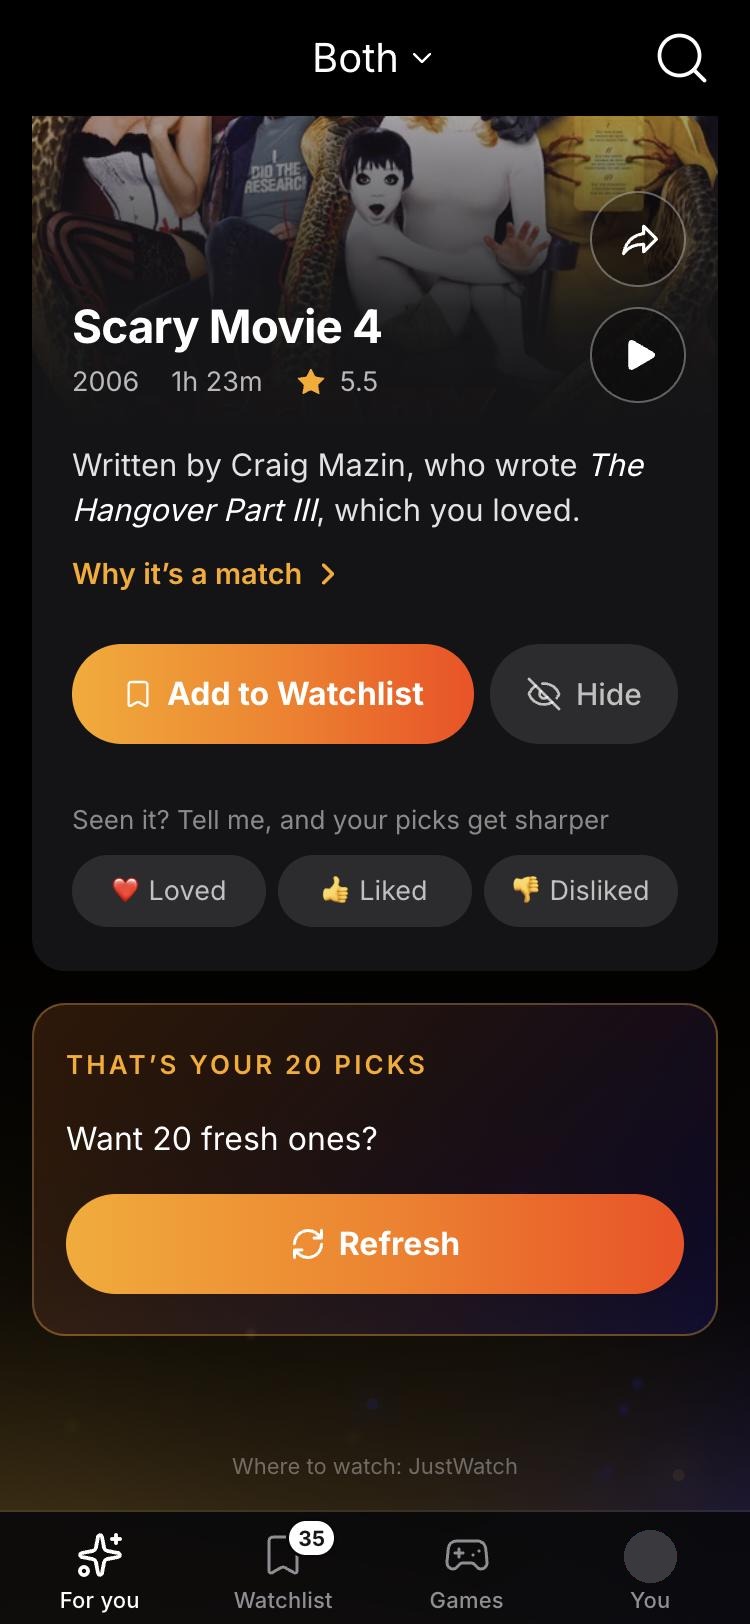 Both
I
DID THE
RESEARCH
Scary Movie 4
2006 1h 23m 5.5
Written by Craig Mazin, who wrote The
Hangover Part III, which you loved.
Why it’s a match
Add to Watchlist
Hide
Seen it? Tell me, and your picks get sharper
Loved
Liked
Disliked
THAT’S YOUR 20 PICKS
Want 20 fresh ones?
Refresh
Where to watch: JustWatch
35
For you
Watchlist
Games
You